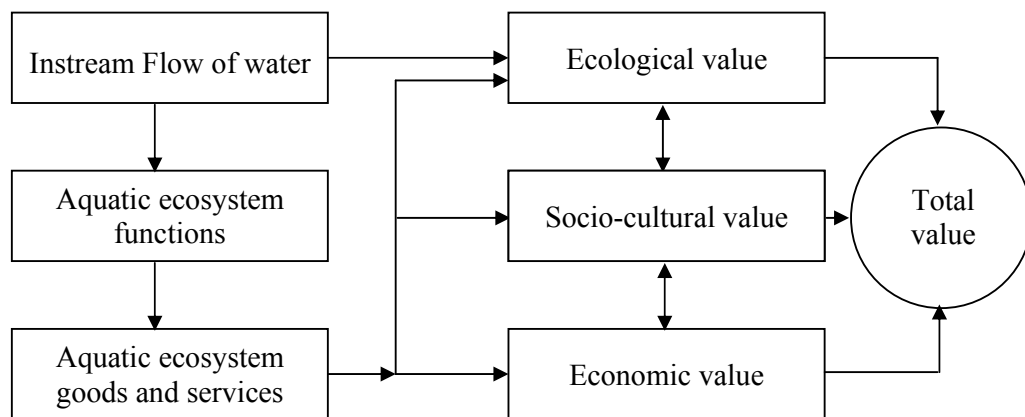 Instream Flow of water
Ecological value
Aquatic ecosystem
functions
Socio-cultural value
Total
value
Aquatic ecosystem
goods and services
Economic value